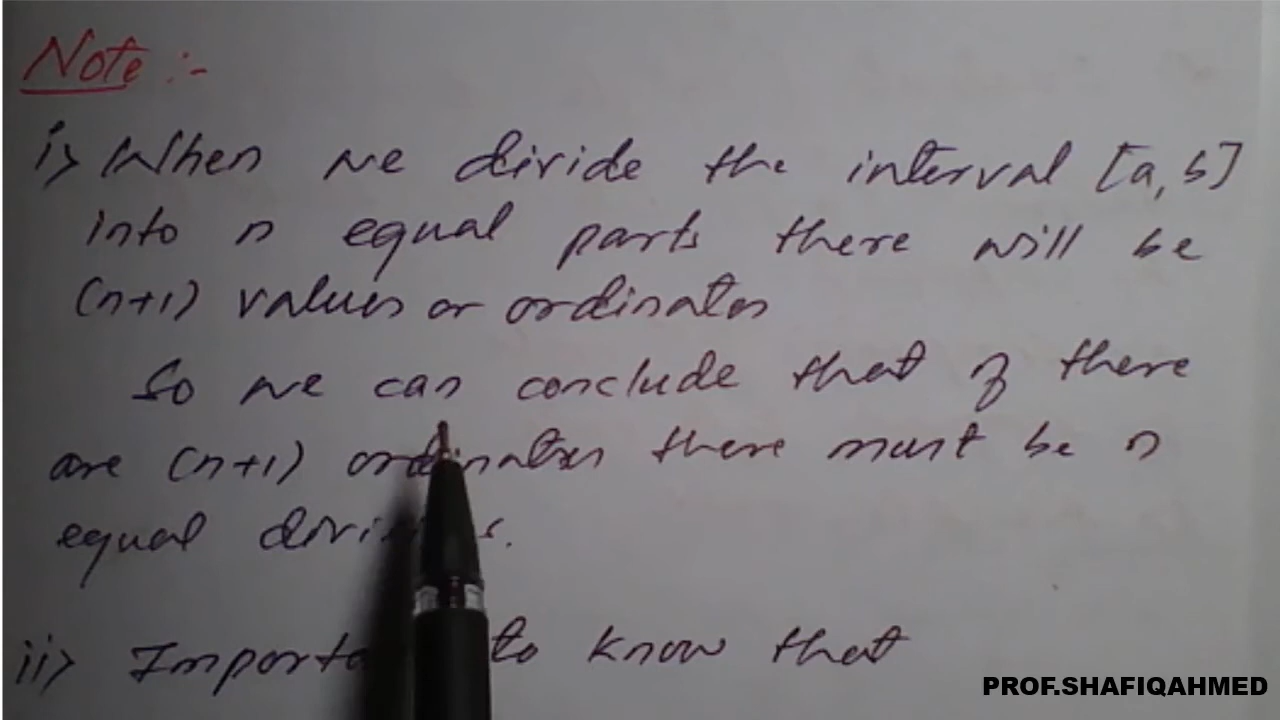 Note :-
i> When we divide the interval [a, b]
into n equal parts there will be
(n+1) values or ordinates
So we can conclude that if there
are (n+1) ordinates there must be n
equal
ii> to know that
PROF.SHAFIQAHMED